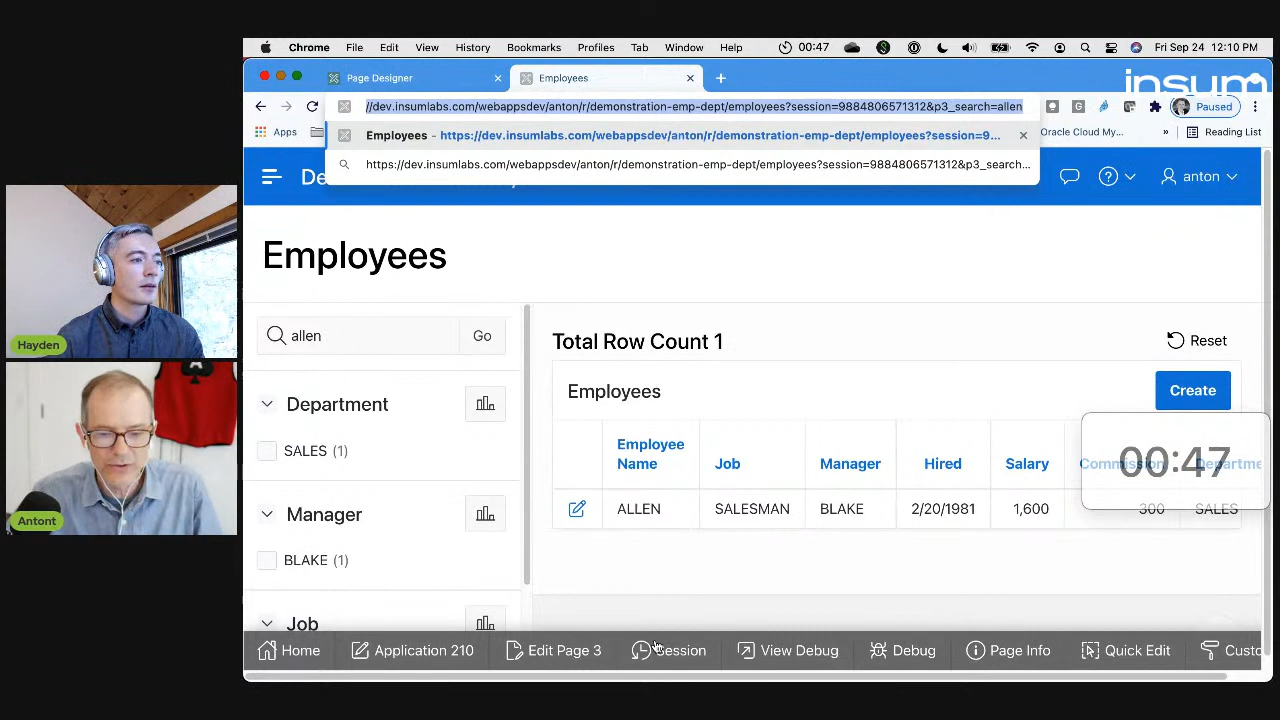 Chrome File Edit View History Bookmarks Profiles Tab Window Help 00:47 Fri Sep 24 12:10 PM
Page Designer
Employees
insum
//dev.insumlabs.com/webappsdev/anton/r/demonstration-emp-dept/employees?session=9884806571312&p3_search=allen
Paused
Apps
Employees - https://dev.insumlabs.com/webappsdev/anton/r/demonstration-emp-dept/employees?session=9...
Oracle Cloud My...
»
Reading List
https://dev.insumlabs.com/webappsdev/anton/r/demonstration-emp-dept/employees?session=9884806571312&p3_search...
De
anton
Employees
allen
Go
Total Row Count 1
Reset
Department
SALES (1)
Manager
BLAKE (1)
Job
Employees
Create
Employee Name Job Manager Hired Salary Commission Departme
ALLEN SALESMAN BLAKE 2/20/1981 1,600 300 SALES
00:47
Home Application 210 Edit Page 3 Session View Debug Debug Page Info Quick Edit Custo
Hayden
Antont